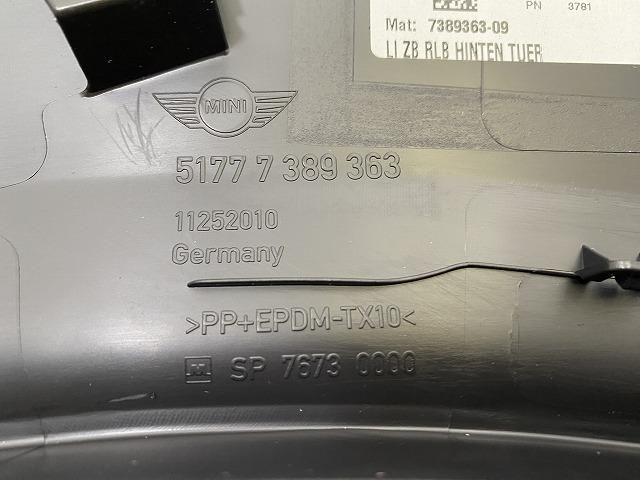 PN 3781
Mat: 7389363-09
LI ZB RLB HINTEN TUER
MINI
5177 7 389 363
11252010
Germany
>PP+EPDM-TX10<
M SP 7673 0000